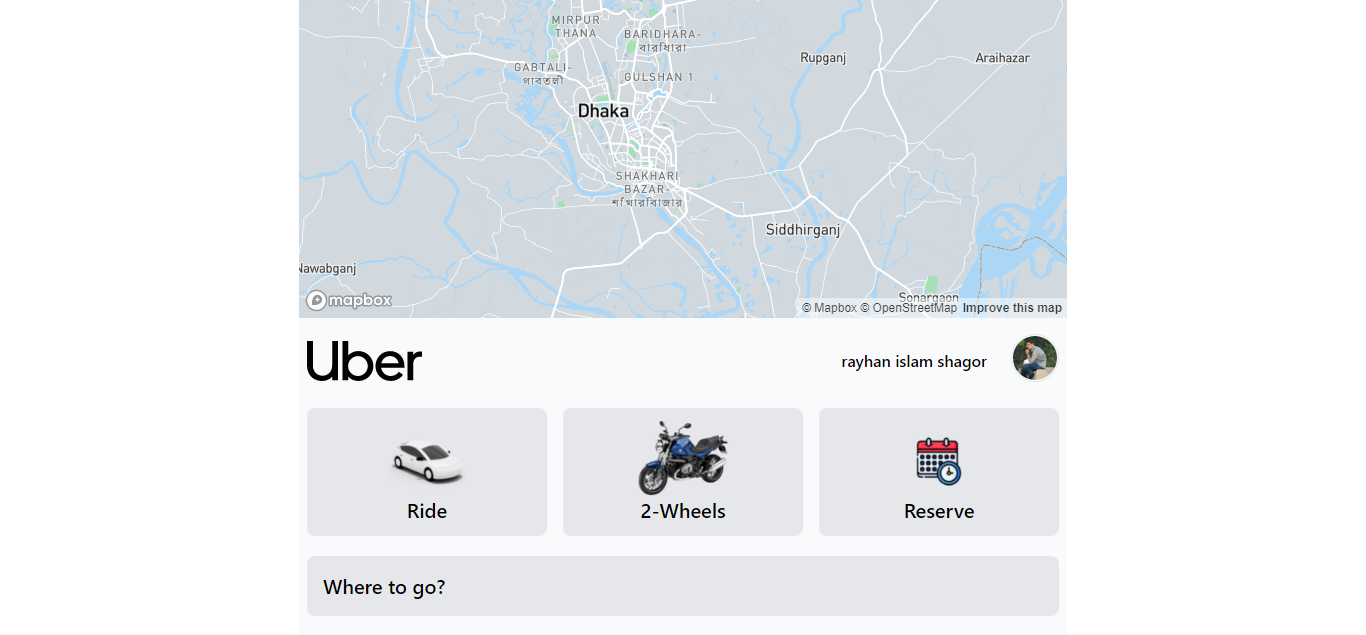 MIRPUR
THANA
BARIDHARA-
বারিধারা
Rupganj
Araihazar
GABTALI-
গাবতলী
GULSHAN 1
Dhaka
SHAKHARI
BAZAR-
শাঁখারিবাজার
Siddhirganj
Nawabganj
Sonargaon
mapbox
© Mapbox © OpenStreetMap Improve this map
Uber
rayhan islam shagor
Ride
2-Wheels
Reserve
Where to go?